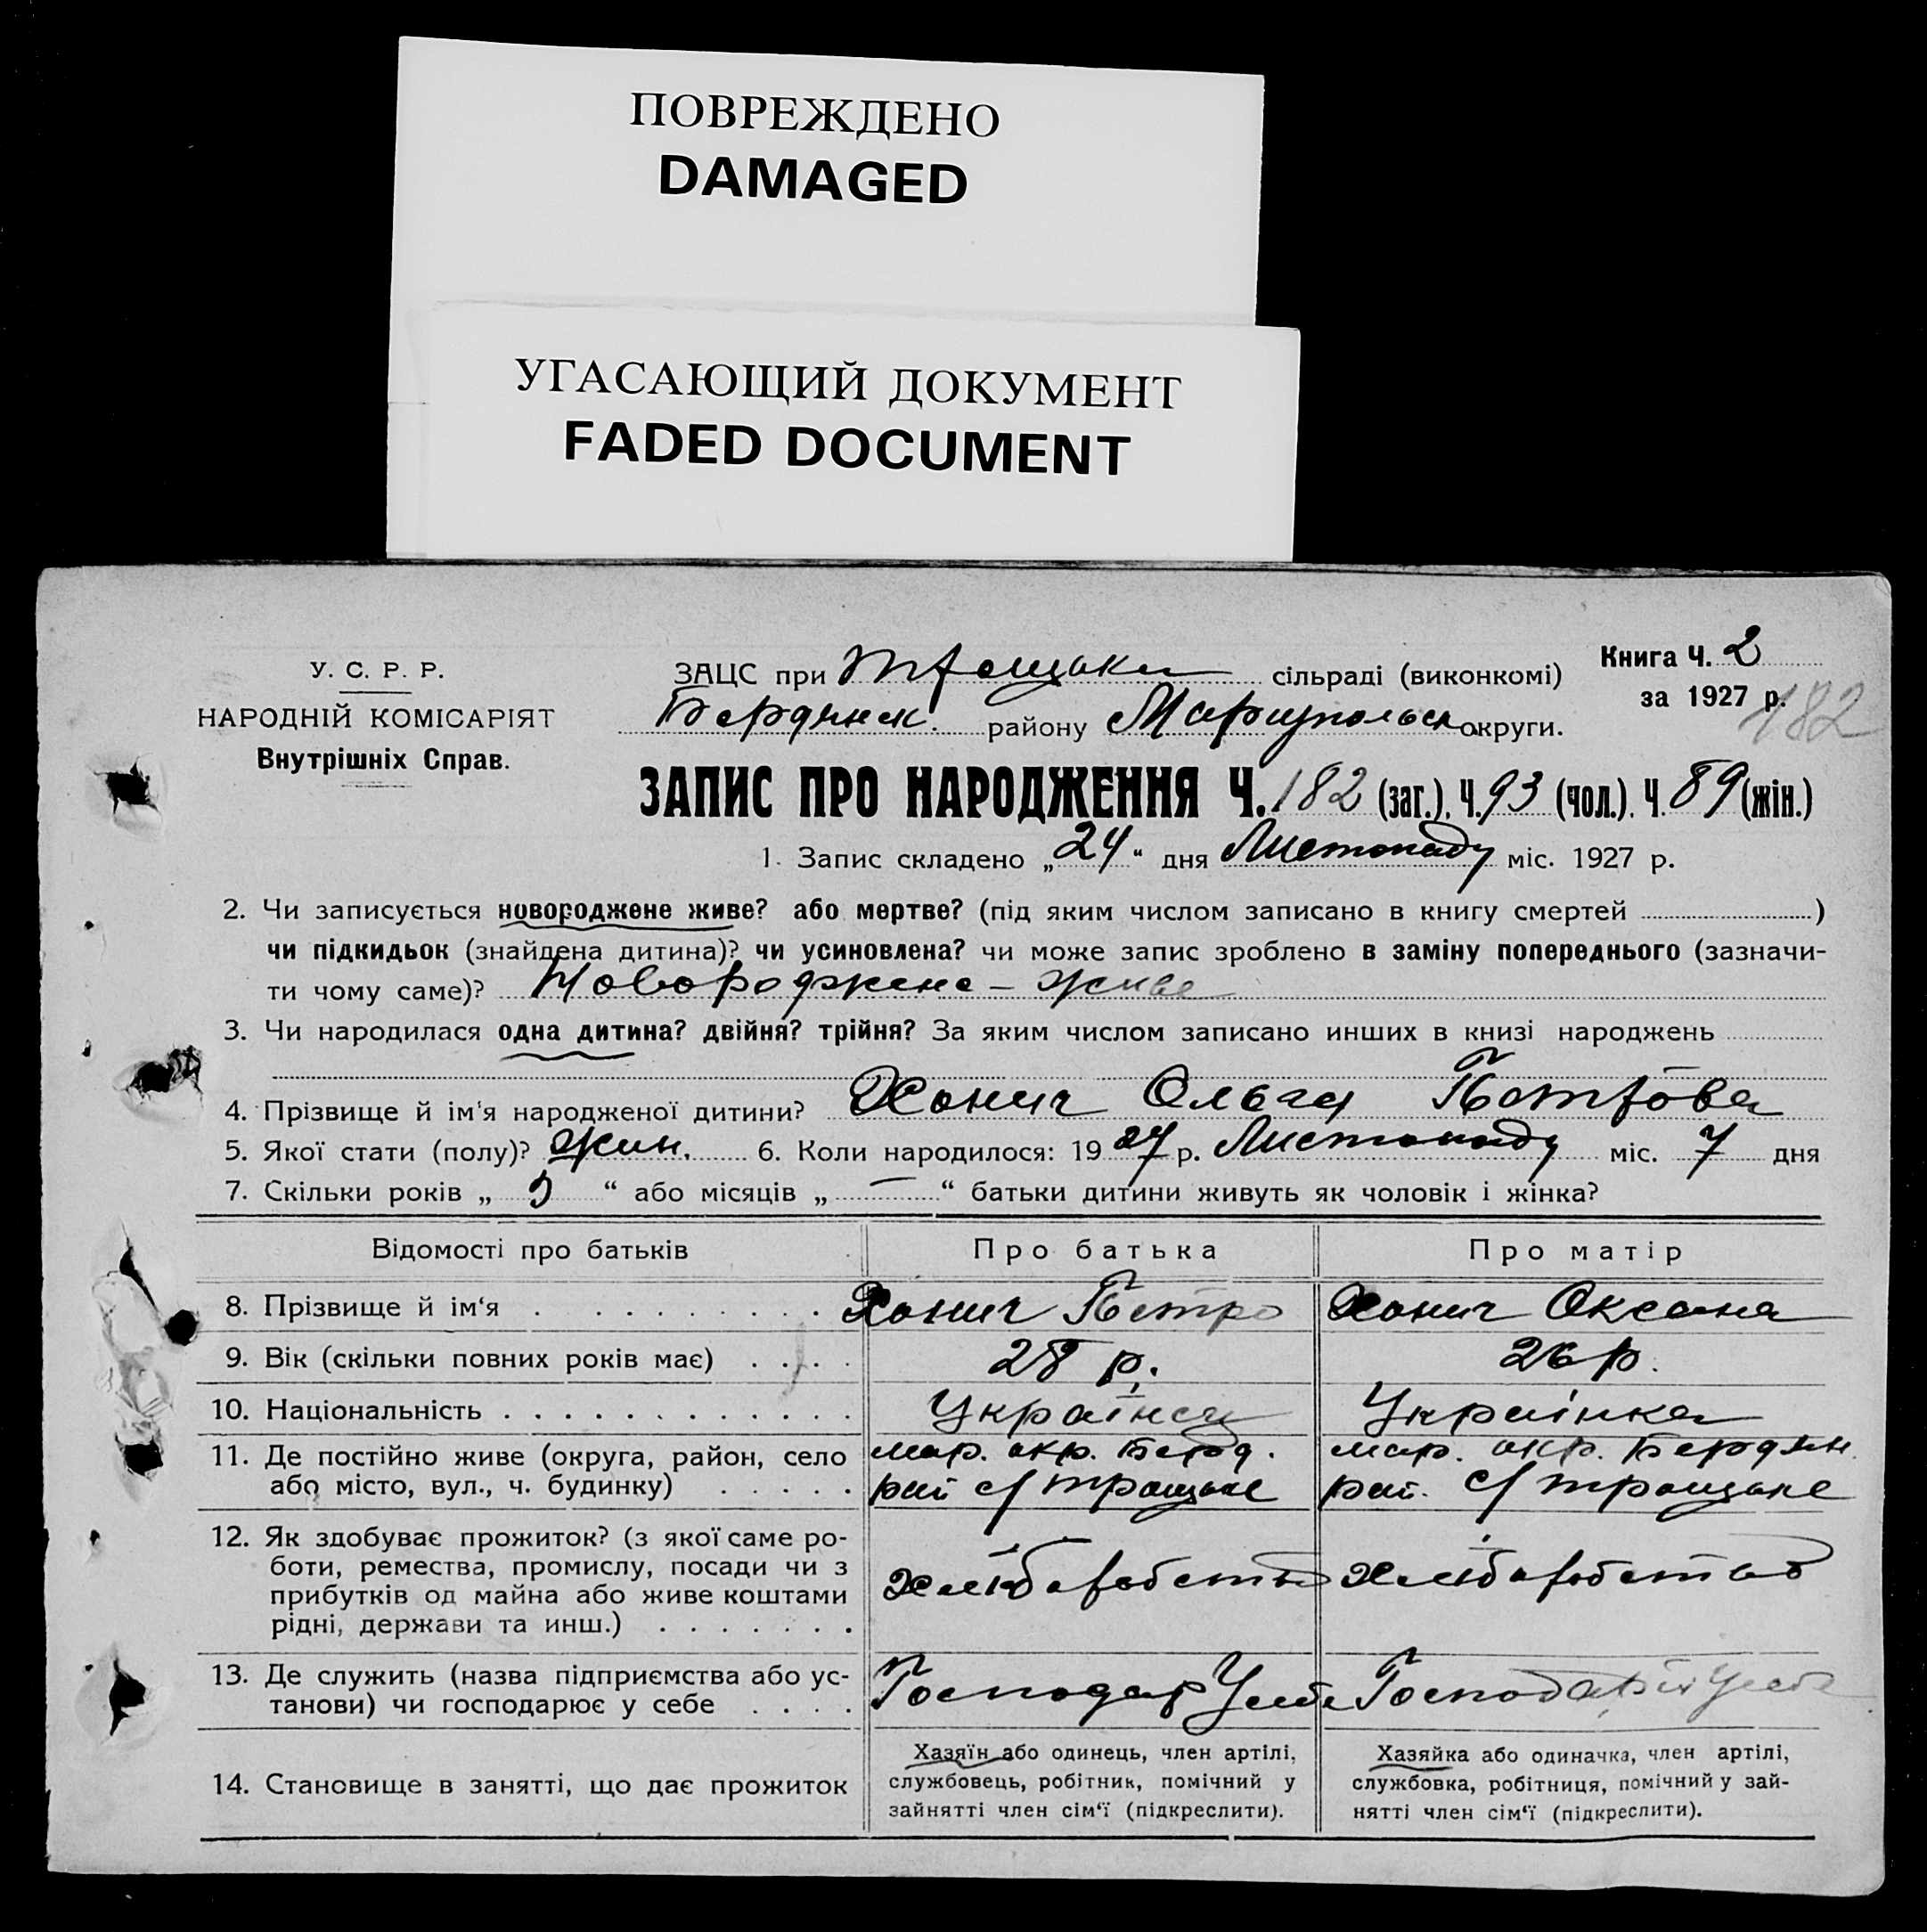 ПОВРЕЖДЕНО
DAMAGED
УГАСАЮЩИЙ ДОКУМЕНТ
FADED DOCUMENT
У. С. Р. Р.
НАРОДНІЙ КОМІСАРІЯТ
Внутрішніх Справ.
ЗАЦС при сільраді (виконкомі)
Бердянск. району Маріупольськ округи.
Книга Ч. 2
за 1927 р.
182
ЗАПИС ПРО НАРОДЖЕННЯ Ч. 182 (заг.), Ч. 93 (чол.). Ч. 89 (жін.)
1. Запис складено „24“ дня Листопаду міс. 1927 р.
2. Чи записується новороджене живе? або мертве? (під яким числом записано в книгу смертей )
чи підкидьок (знайдена дитина)? чи усиновлена? чи може запис зроблено в заміну попереднього (зазначи-
ти чому саме)? Новороджене – живе
3. Чи народилася одна дитина? двійня? трійня? За яким числом записано инших в книзі народжень
4. Прізвище й ім'я народженої дитини? Хонич Ольга Петрова
5. Якої стати (полу)? жин. 6. Коли народилося: 1927 р. Листопаду міс. 7 дня
7. Скільки років „ 5 “ або місяців „ — “ батьки дитини живуть як чоловік і жінка?
Відомості про батьків Про батька Про матір
8. Прізвище й ім‘я . . . . . . . . . Хонич Петро Хонич Оксана
9. Вік (скільки повних років має) . . . . 28 р. 26 р.
10. Національність . . . . . . . . . . . . Українець Українка
11. Де постійно живе (округа, район, село мар. окр. Берд. мар. окр. Бердян.
або місто, вул., ч. будинку) . . . . . рай с/ троцьке рай. с/ троцьке
12. Як здобуває прожиток? (з якої саме ро-
боти, ремества, промислу, посади чи з
прибутків од майна або живе коштами хліборобство хліборобство
рідні, держави та инш.) . . . . . . .
13. Де служить (назва підприємства або ус-
танови) чи господарює у себе . . . . Господар У себе Господарка У себе
14. Становище в занятті, що дає прожиток
Хазяїн або одинець, член артілі,
службовець, робітник, помічний у
зайнятті член сім‘ї (підкреслити).
Хазяйка або одиначка, член артілі,
службовка, робітниця, помічний у зай-
нятті член сім‘ї (підкреслити).